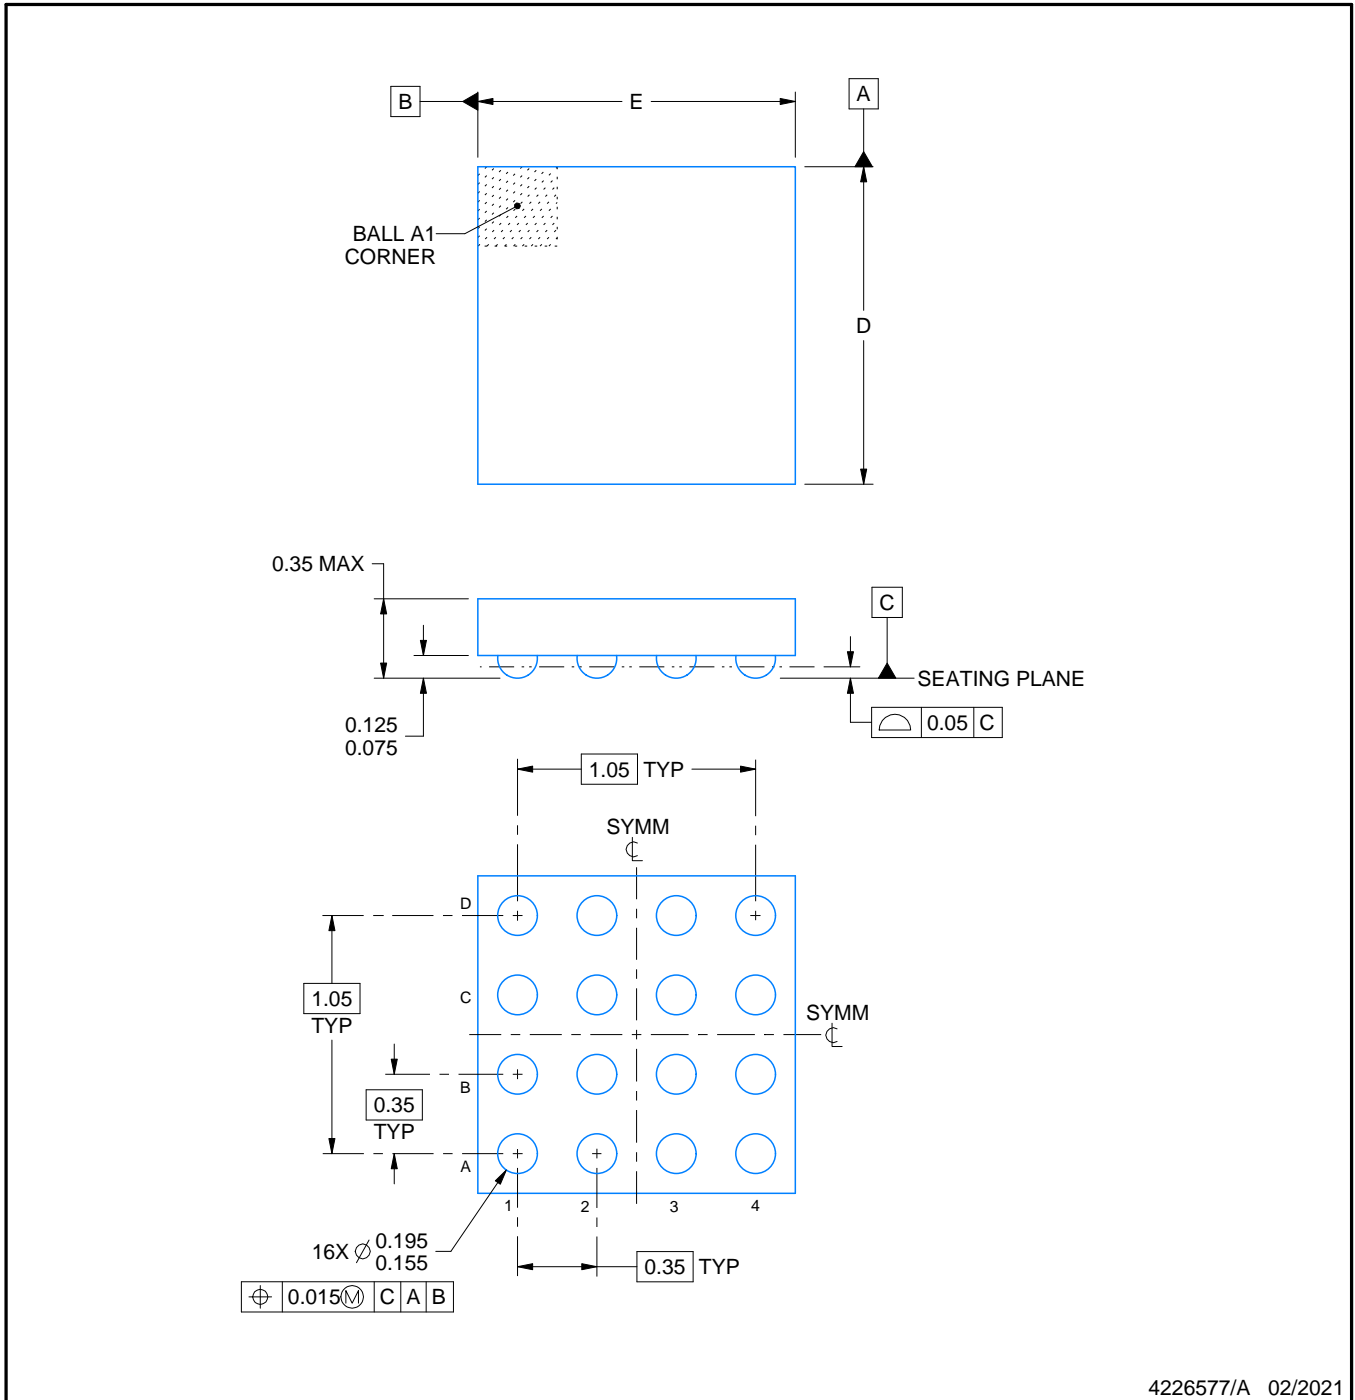 B
E
A
BALL A1
CORNER
D
0.35 MAX
C
SEATING PLANE
0.125
0.075
0.05 C
1.05 TYP
SYMM
D
C
1.05
TYP
SYMM
B
0.35
TYP
A
1 2 3 4
16X ⌀ 0.195
0.155
0.35 TYP
⌖ 0.015Ⓜ C A B
4226577/A 02/2021